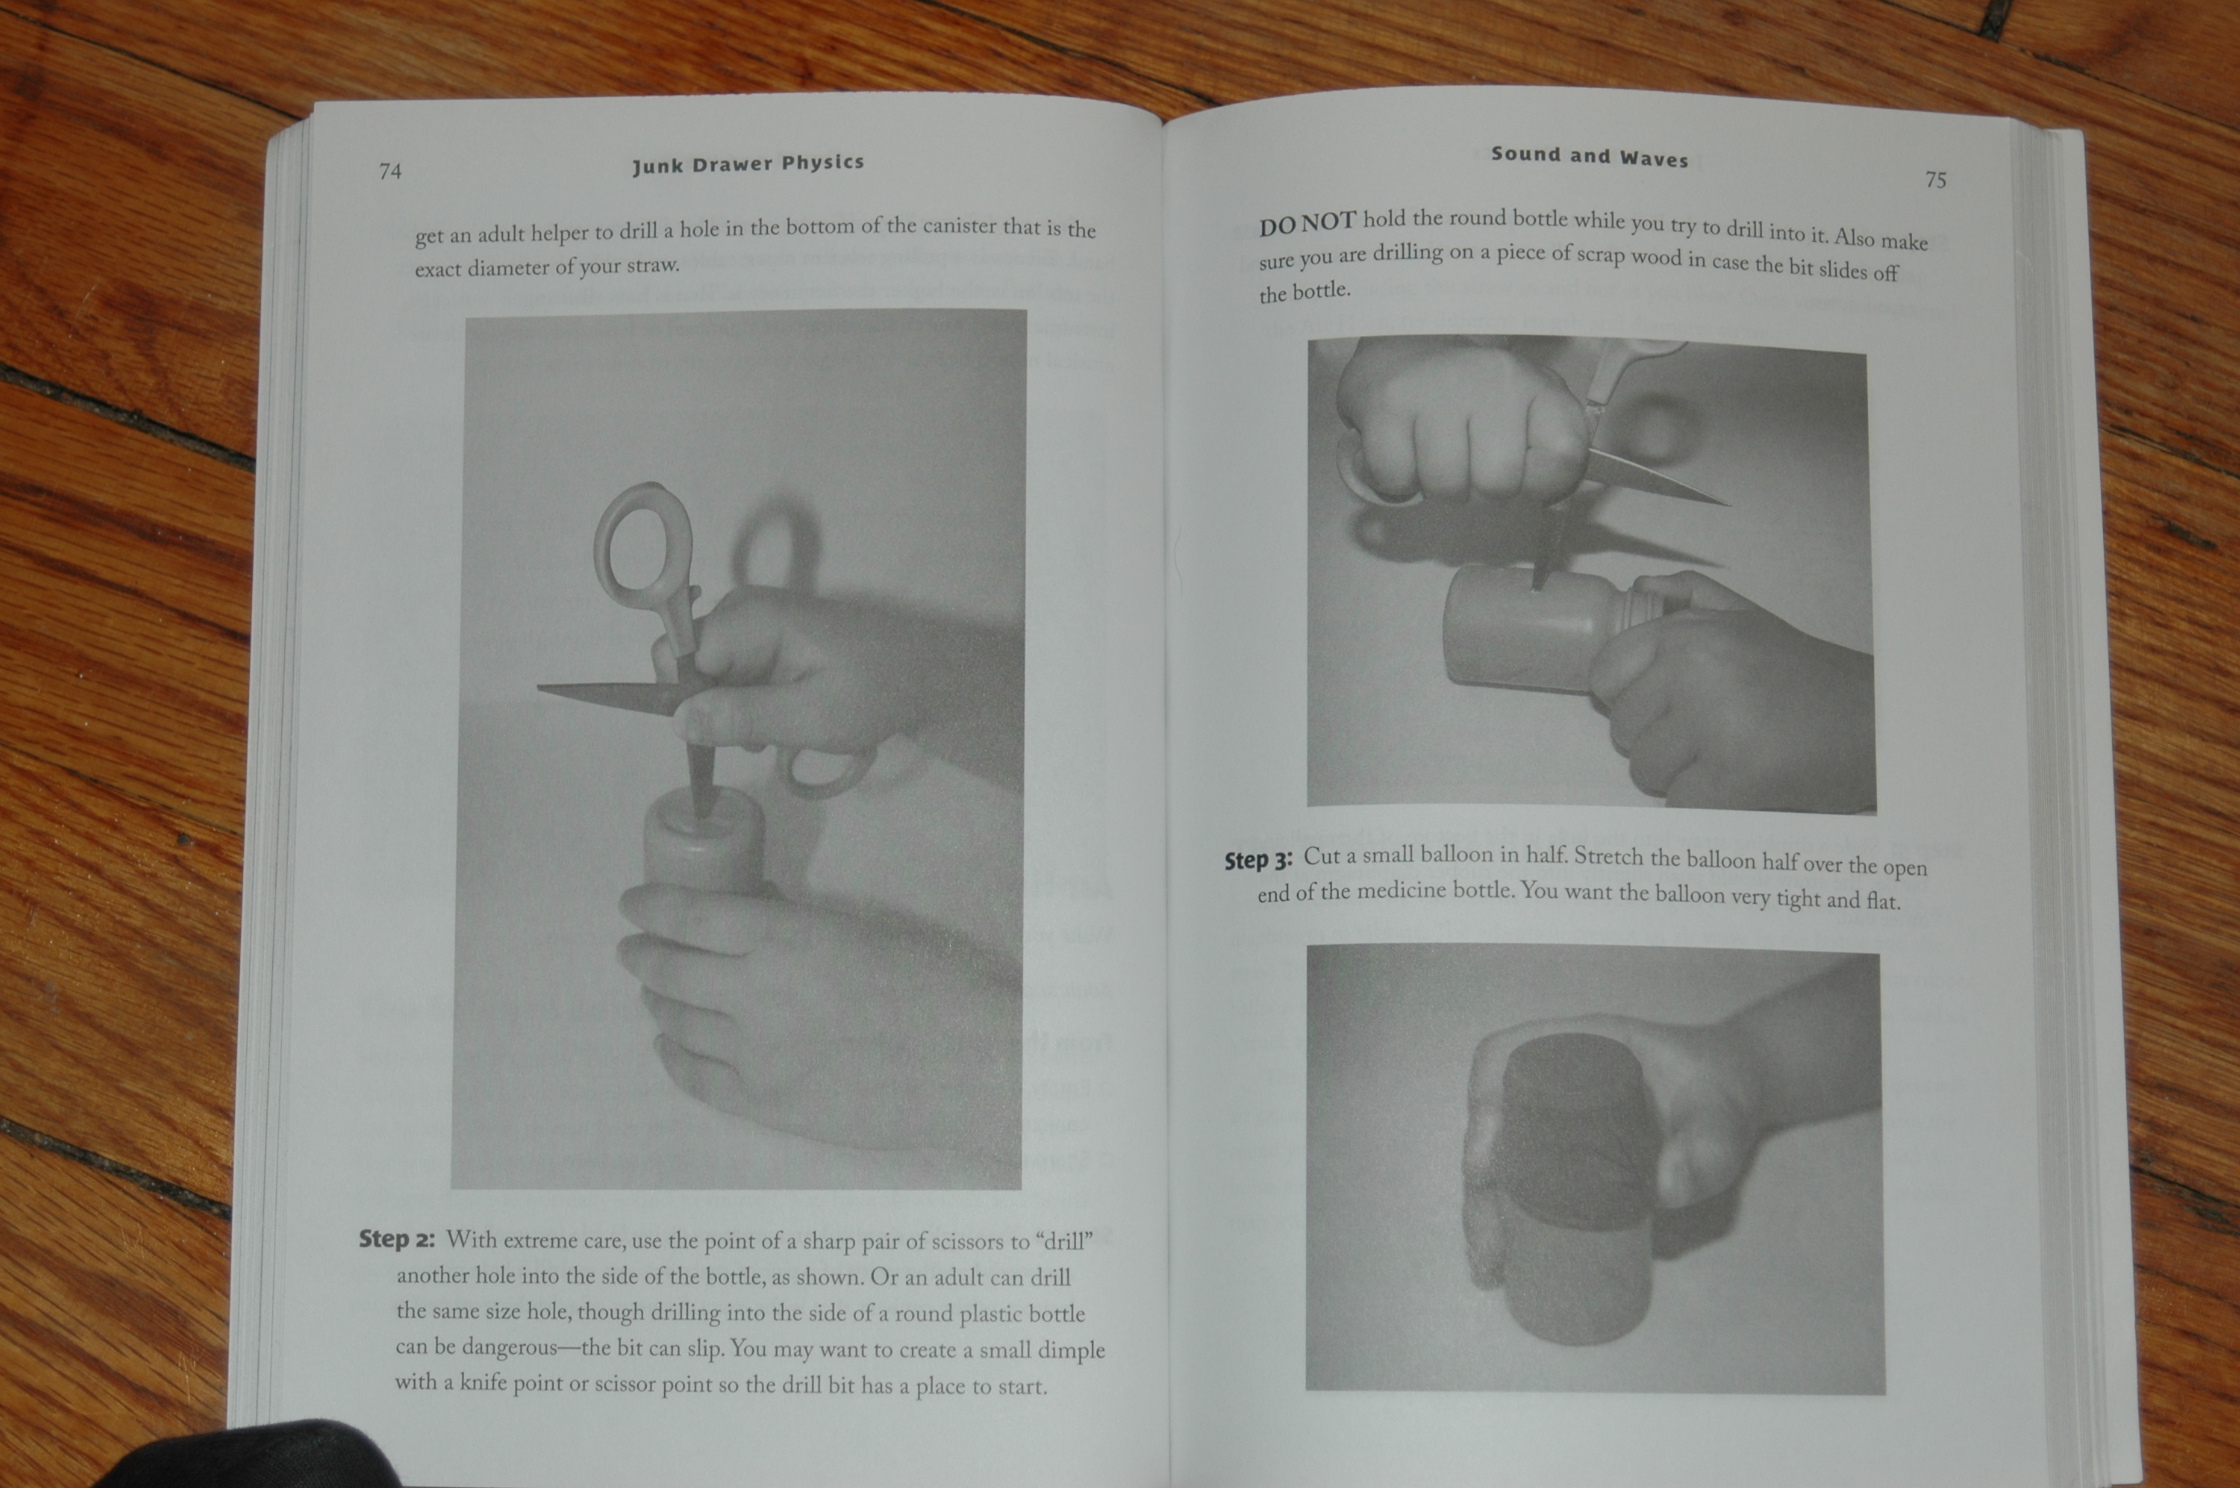 74
Junk Drawer Physics
get an adult helper to drill a hole in the bottom of the canister that is the
exact diameter of your straw.
Step 2: With extreme care, use the point of a sharp pair of scissors to “drill”
another hole into the side of the bottle, as shown. Or an adult can drill
the same size hole, though drilling into the side of a round plastic bottle
can be dangerous—the bit can slip. You may want to create a small dimple
with a knife point or scissor point so the drill bit has a place to start.
Sound and Waves
75
DO NOT hold the round bottle while you try to drill into it. Also make
sure you are drilling on a piece of scrap wood in case the bit slides off
the bottle.
Step 3: Cut a small balloon in half. Stretch the balloon half over the open
end of the medicine bottle. You want the balloon very tight and flat.